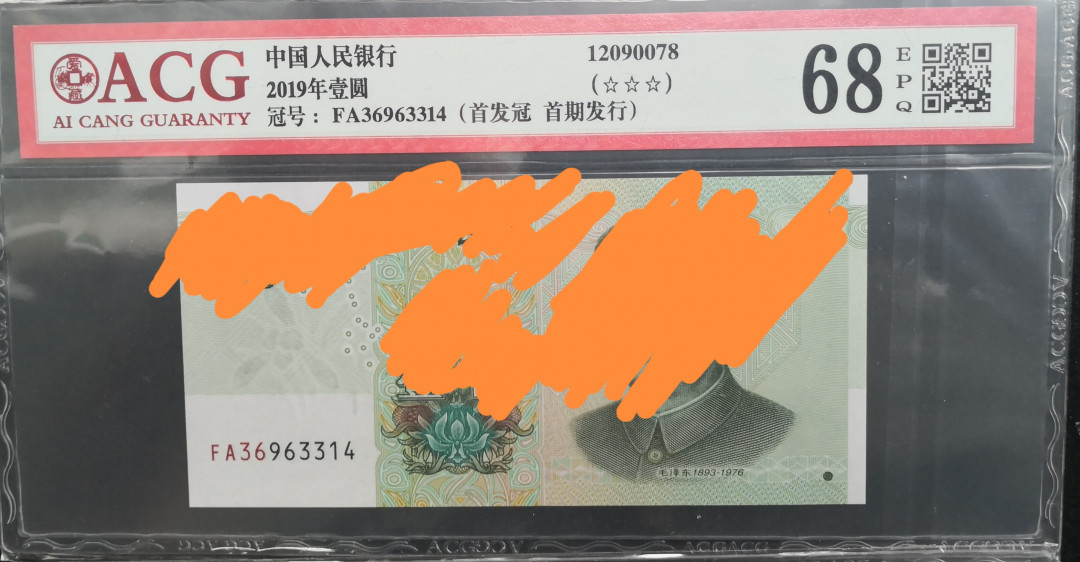 ACG
AI CANG GUARANTY
中国人民银行
2019年壹圆
冠号：FA36963314（首发冠 首期发行）
12090078
(☆☆☆)
68
EPQ
FA36963314
毛泽东1893-1976